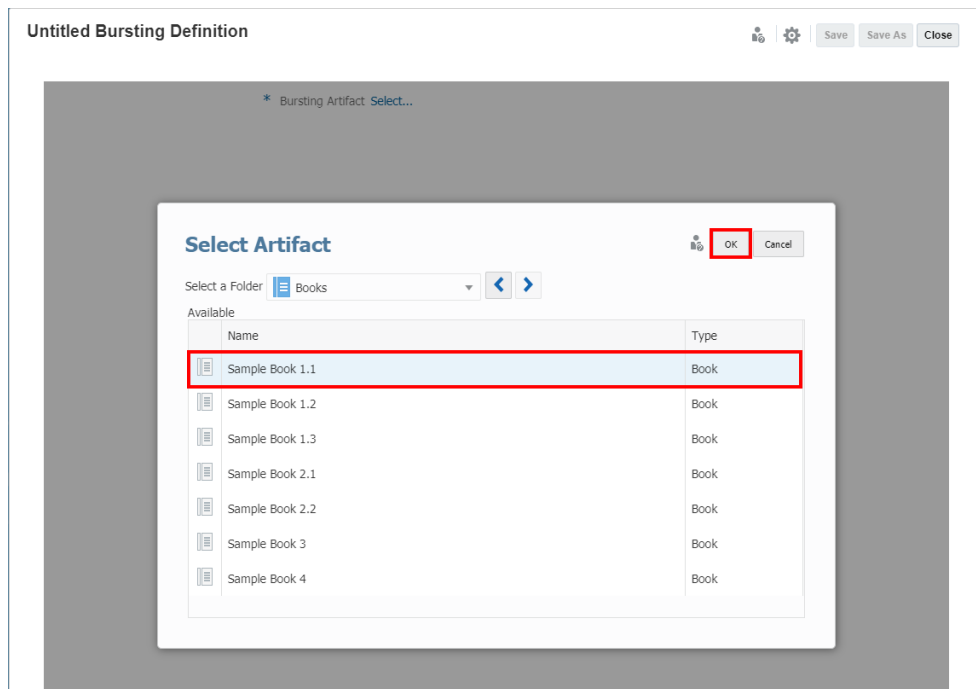 Untitled Bursting Definition
Save Save As Close
* Bursting Artifact Select...
Select Artifact
OK Cancel
Select a Folder Books
Available
Name Type
Sample Book 1.1 Book
Sample Book 1.2 Book
Sample Book 1.3 Book
Sample Book 2.1 Book
Sample Book 2.2 Book
Sample Book 3 Book
Sample Book 4 Book